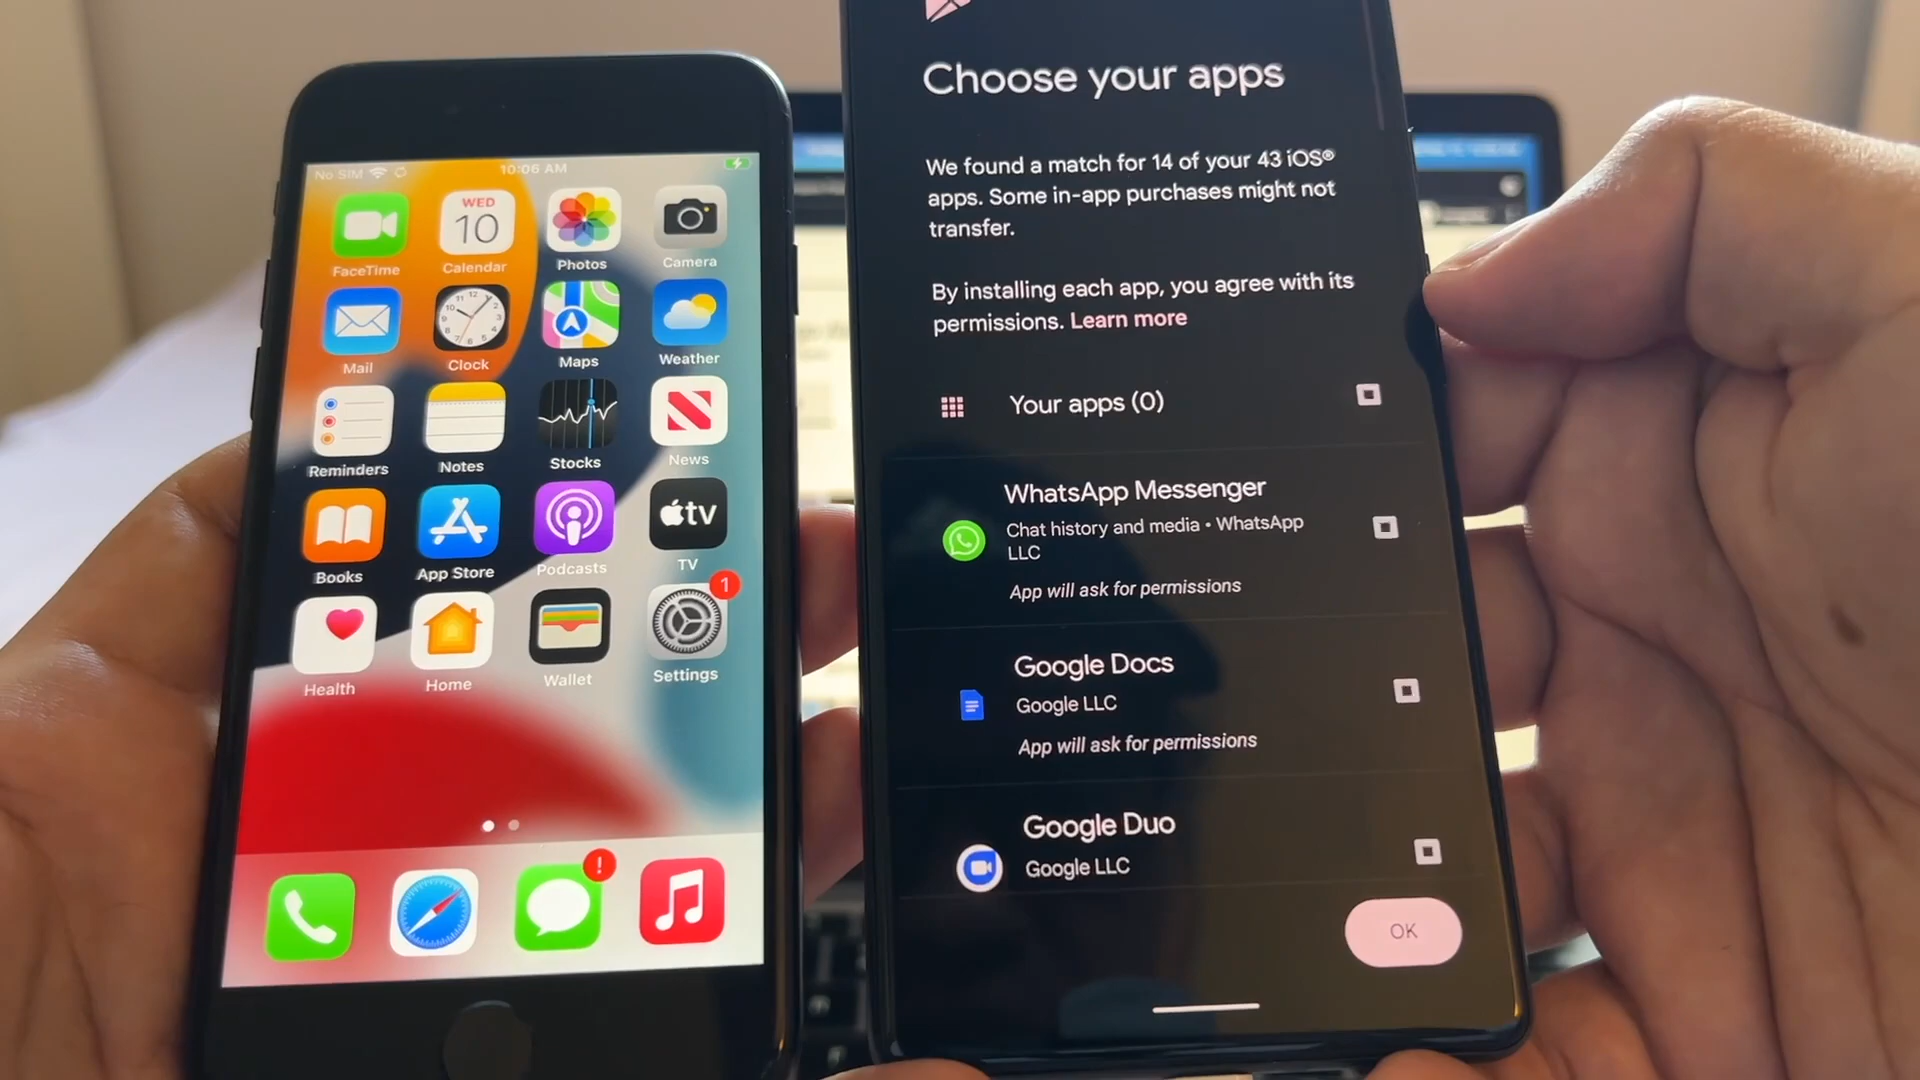 No SIM
10:06 AM
WED
10
FaceTime
Calendar
Photos
Camera
Mail
Clock
Maps
Weather
Reminders
Notes
Stocks
News
tv
Books
App Store
Podcasts
TV
1
Health
Home
Wallet
Settings
!
Choose your apps
We found a match for 14 of your 43 iOS®
apps. Some in-app purchases might not
transfer.
By installing each app, you agree with its
permissions. Learn more
Your apps (0)
WhatsApp Messenger
Chat history and media • WhatsApp
LLC
App will ask for permissions
Google Docs
Google LLC
App will ask for permissions
Google Duo
Google LLC
OK